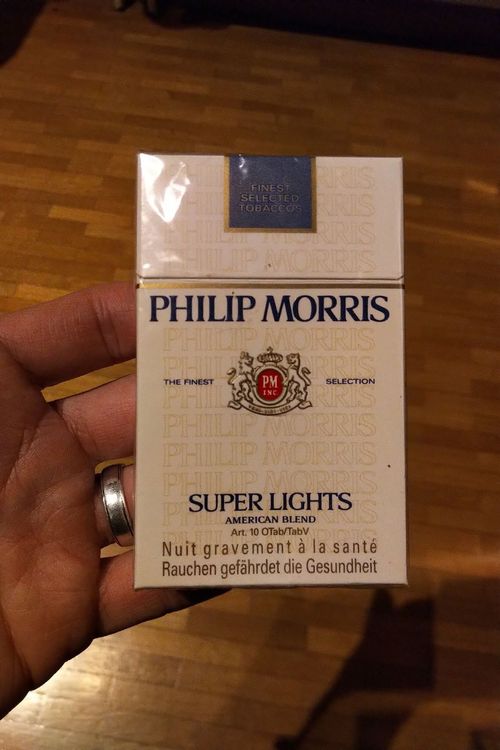 FINEST
SELECTED
TOBACCOS
PHILIP MORRIS
THE FINEST SELECTION
PM
INC
SUPER LIGHTS
AMERICAN BLEND
Art. 10 OTab/TabV
Nuit gravement à la santé
Rauchen gefährdet die Gesundheit